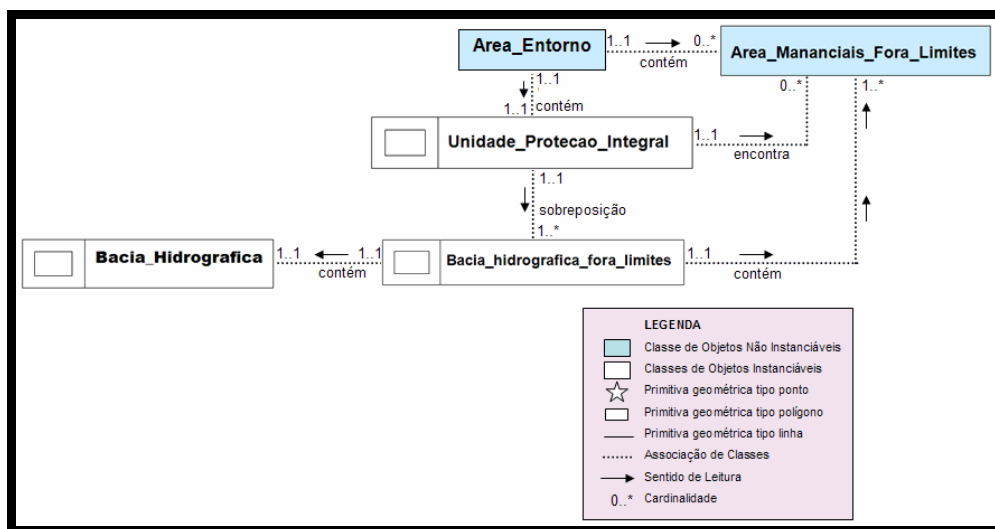 Area_Entorno
1..1
0..*
contém
Area_Mananciais_Fora_Limites
1..1
contém
1..1
0..*
1..*
Unidade_Protecao_Integral
1..1
encontra
1..1
sobreposição
1..*
Bacia_Hidrografica
1..1
1..1
contém
Bacia_hidrografica_fora_limites
1..1
contém
LEGENDA
Classe de Objetos Não Instanciáveis
Classes de Objetos Instanciáveis
Primitiva geométrica tipo ponto
Primitiva geométrica tipo polígono
Primitiva geométrica tipo linha
Associação de Classes
Sentido de Leitura
0..* Cardinalidade